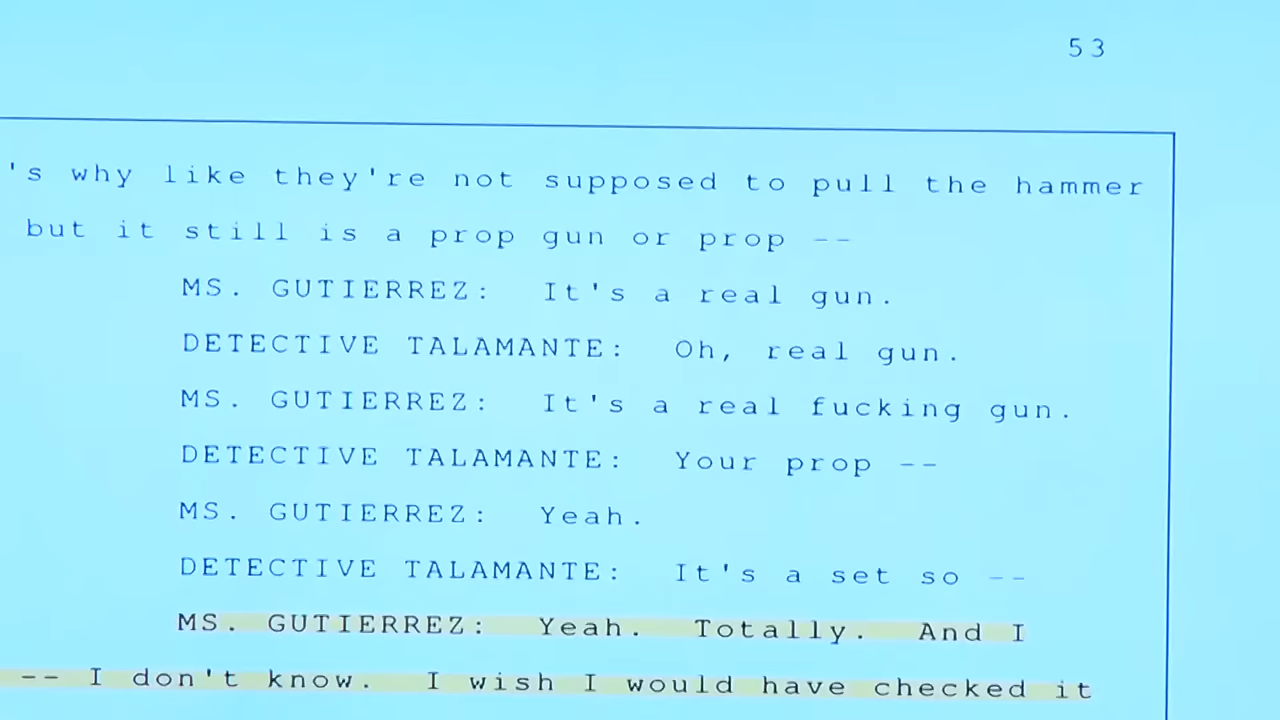 53
's why like they're not supposed to pull the hammer
but it still is a prop gun or prop --
MS. GUTIERREZ: It's a real gun.
DETECTIVE TALAMANTE: Oh, real gun.
MS. GUTIERREZ: It's a real fucking gun.
DETECTIVE TALAMANTE: Your prop --
MS. GUTIERREZ: Yeah.
DETECTIVE TALAMANTE: It's a set so --
MS. GUTIERREZ: Yeah. Totally. And I
-- I don't know. I wish I would have checked it